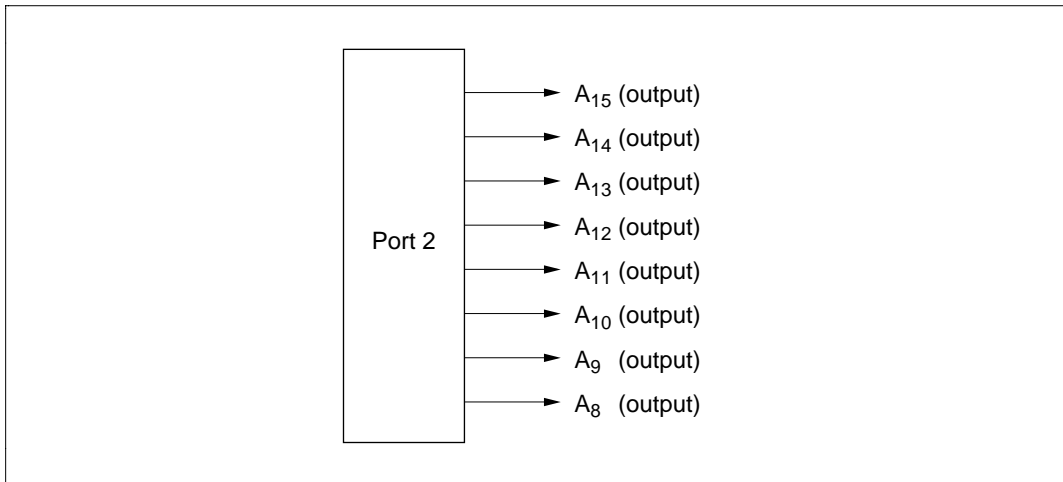 A15 (output)
A14 (output)
A13 (output)
A12 (output)
Port 2
A11 (output)
A10 (output)
A9 (output)
A8 (output)